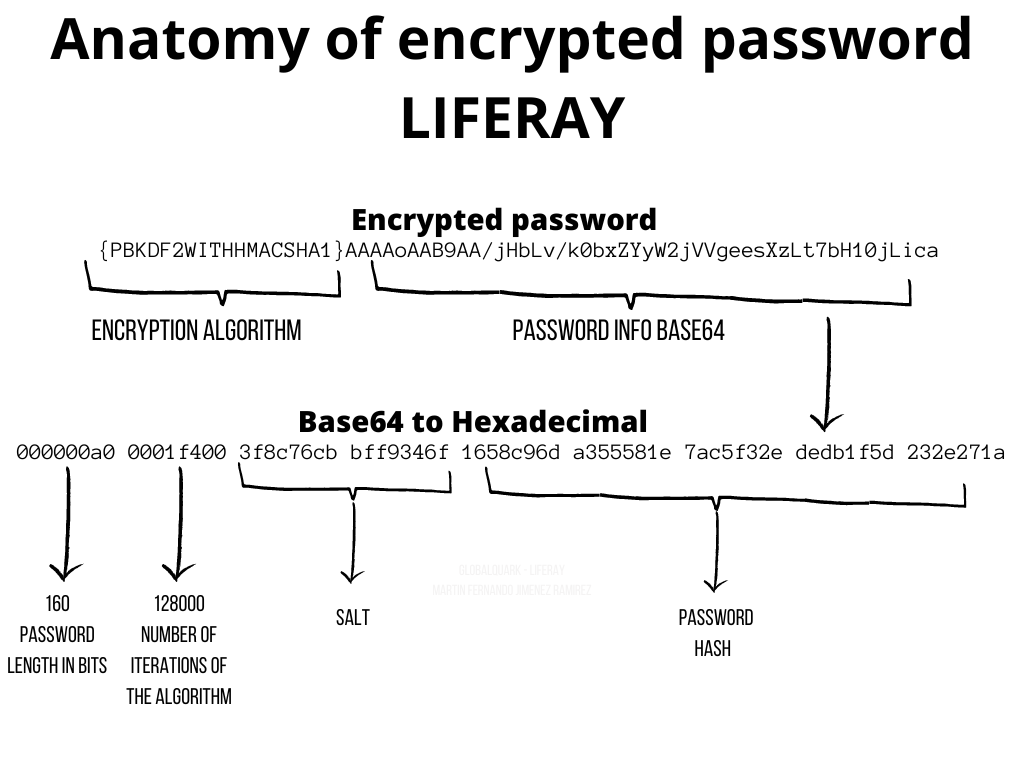 Anatomy of encrypted password
LIFERAY
Encrypted password
{PBKDF2WITHHMACSHA1}AAAAoAAB9AA/jHbLv/k0bxZYyW2jVVgeesXzLt7bH10jLica
ENCRYPTION ALGORITHM
PASSWORD INFO BASE64
Base64 to Hexadecimal
000000a0 0001f400 3f8c76cb bff9346f 1658c96d a355581e 7ac5f32e dedb1f5d 232e271a
160
PASSWORD
LENGTH IN BITS
128000
NUMBER OF
ITERATIONS OF
THE ALGORITHM
SALT
GLOBALQUARK - LIFERAY
MARTIN FERNANDO JIMENEZ RAMIREZ
PASSWORD
HASH